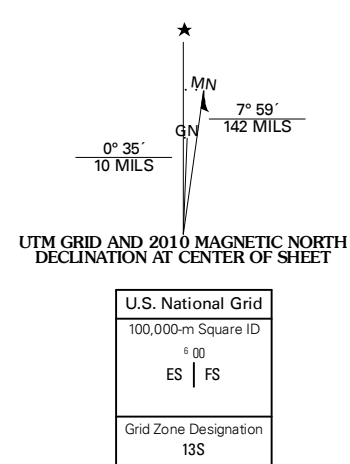 ★
MN
GN
7° 59´
142 MILS
0° 35´
10 MILS
UTM GRID AND 2010 MAGNETIC NORTH
DECLINATION AT CENTER OF SHEET
U.S. National Grid
100,000-m Square ID
6 00
ES | FS
Grid Zone Designation
13S